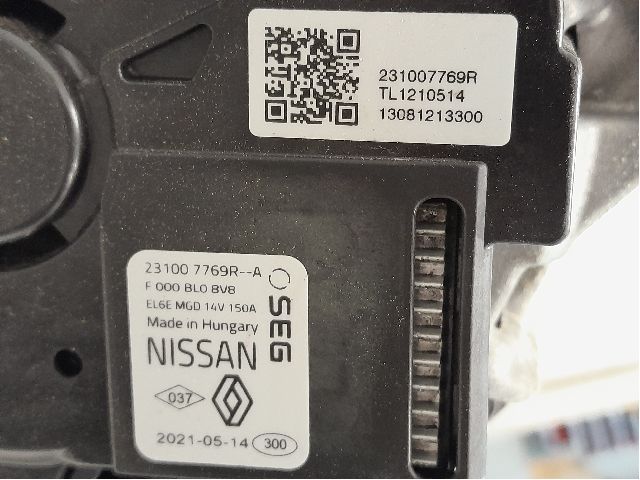 231007769R
TL1210514
13081213300
23100 7769R--A
F 000 BL0 8V8
EL6E MGD 14V 150A
Made in Hungary
SEG
NISSAN
037
2021-05-14 300